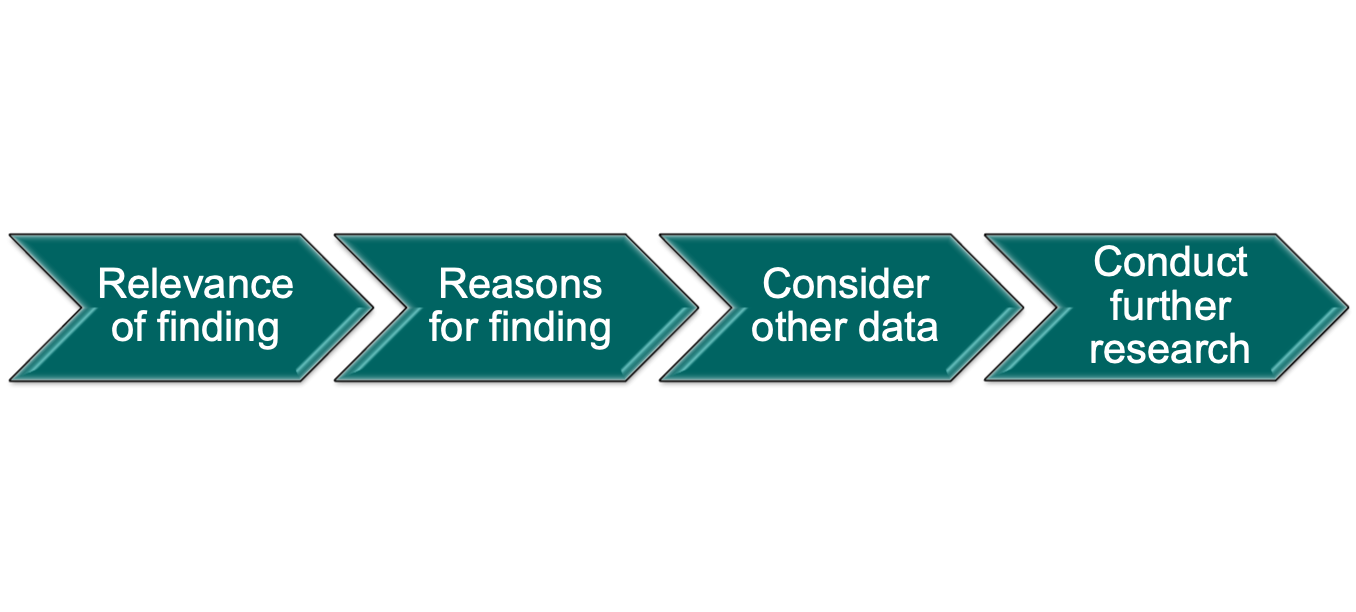 Relevance
of finding
Reasons
for finding
Consider
other data
Conduct
further
research